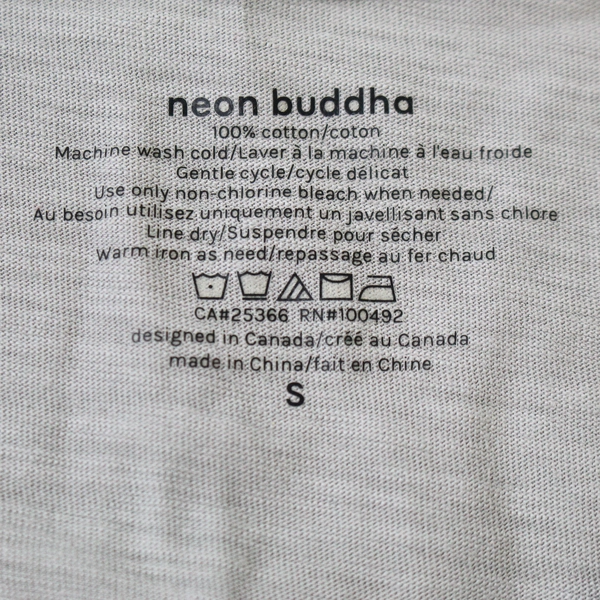 neon buddha
100% cotton/coton
Machine wash cold/Laver à la machine à l'eau froide
Gentle cycle/cycle délicat
Use only non-chlorine bleach when needed/
Au besoin utilisez uniquement un javellisant sans chlore
Line dry/Suspendre pour sécher
Warm iron as need/repassage au fer chaud
CA#25366 RN#100492
designed in Canada/créé au Canada
made in China/fait en Chine
S